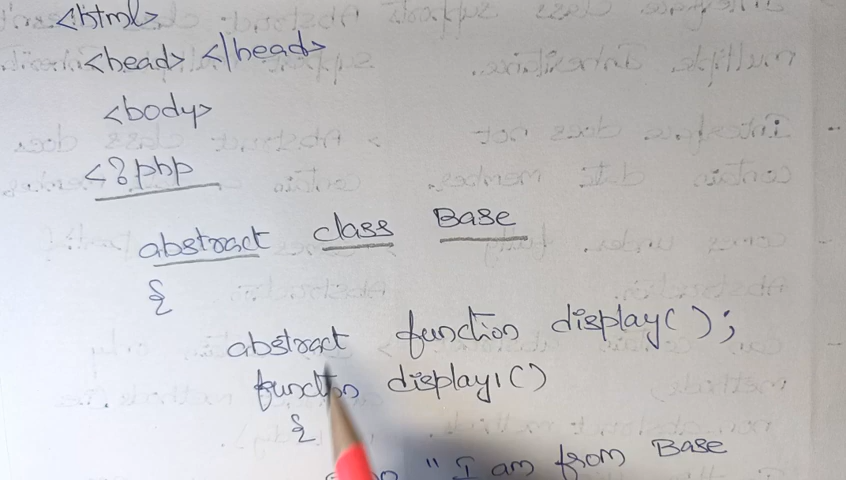 <html>
<head> </head>
<body>
<?php
abstract class Base
{
abstract function display( );
function display1()
{
"I am from Base